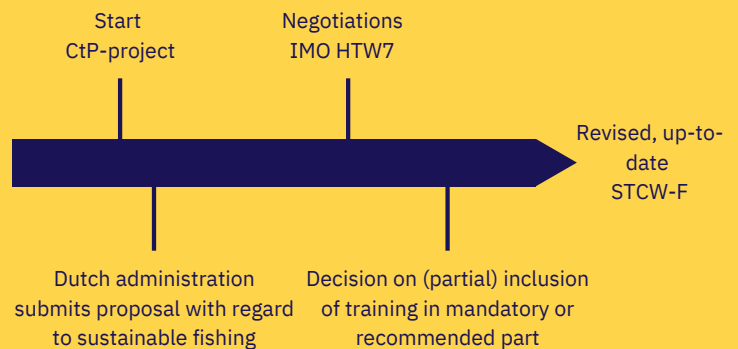 Start
CtP-project
Negotiations
IMO HTW7
Revised, up-to-
date
STCW-F
Dutch administration
submits proposal with regard
to sustainable fishing
Decision on (partial) inclusion
of training in mandatory or
recommended part